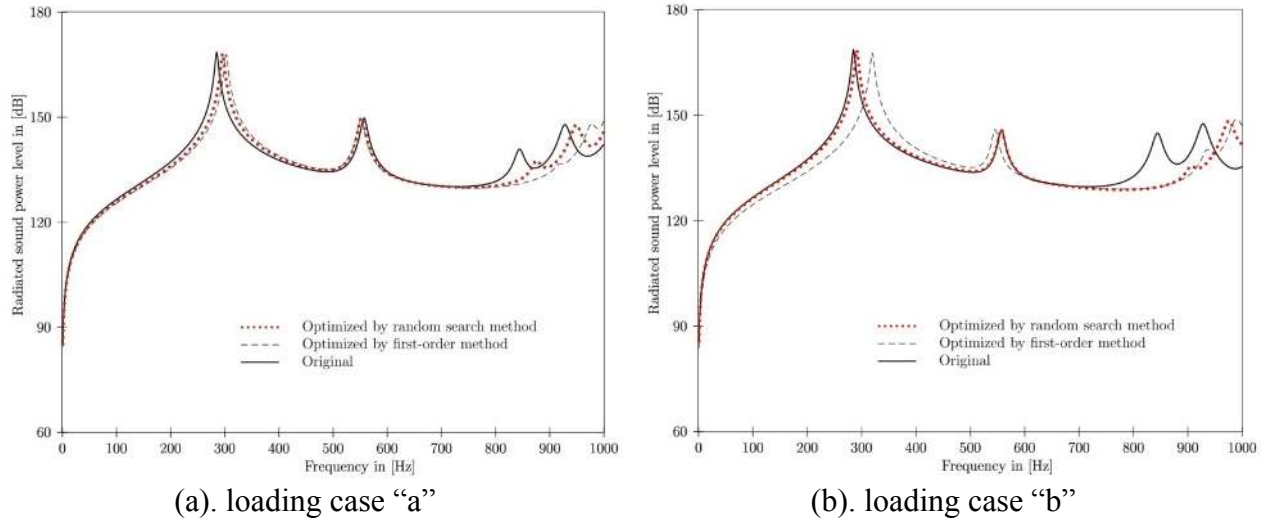 180
150
120
90
60
Radiated sound power level in [dB]
Optimized by random search method
Optimized by first-order method
Original
0 100 200 300 400 500 600 700 800 900 1000
Frequency in [Hz]
(a). loading case “a”
180
150
120
90
60
Radiated sound power level in [dB]
Optimized by random search method
Optimized by first-order method
Original
0 100 200 300 400 500 600 700 800 900 1000
Frequency in [Hz]
(b). loading case “b”